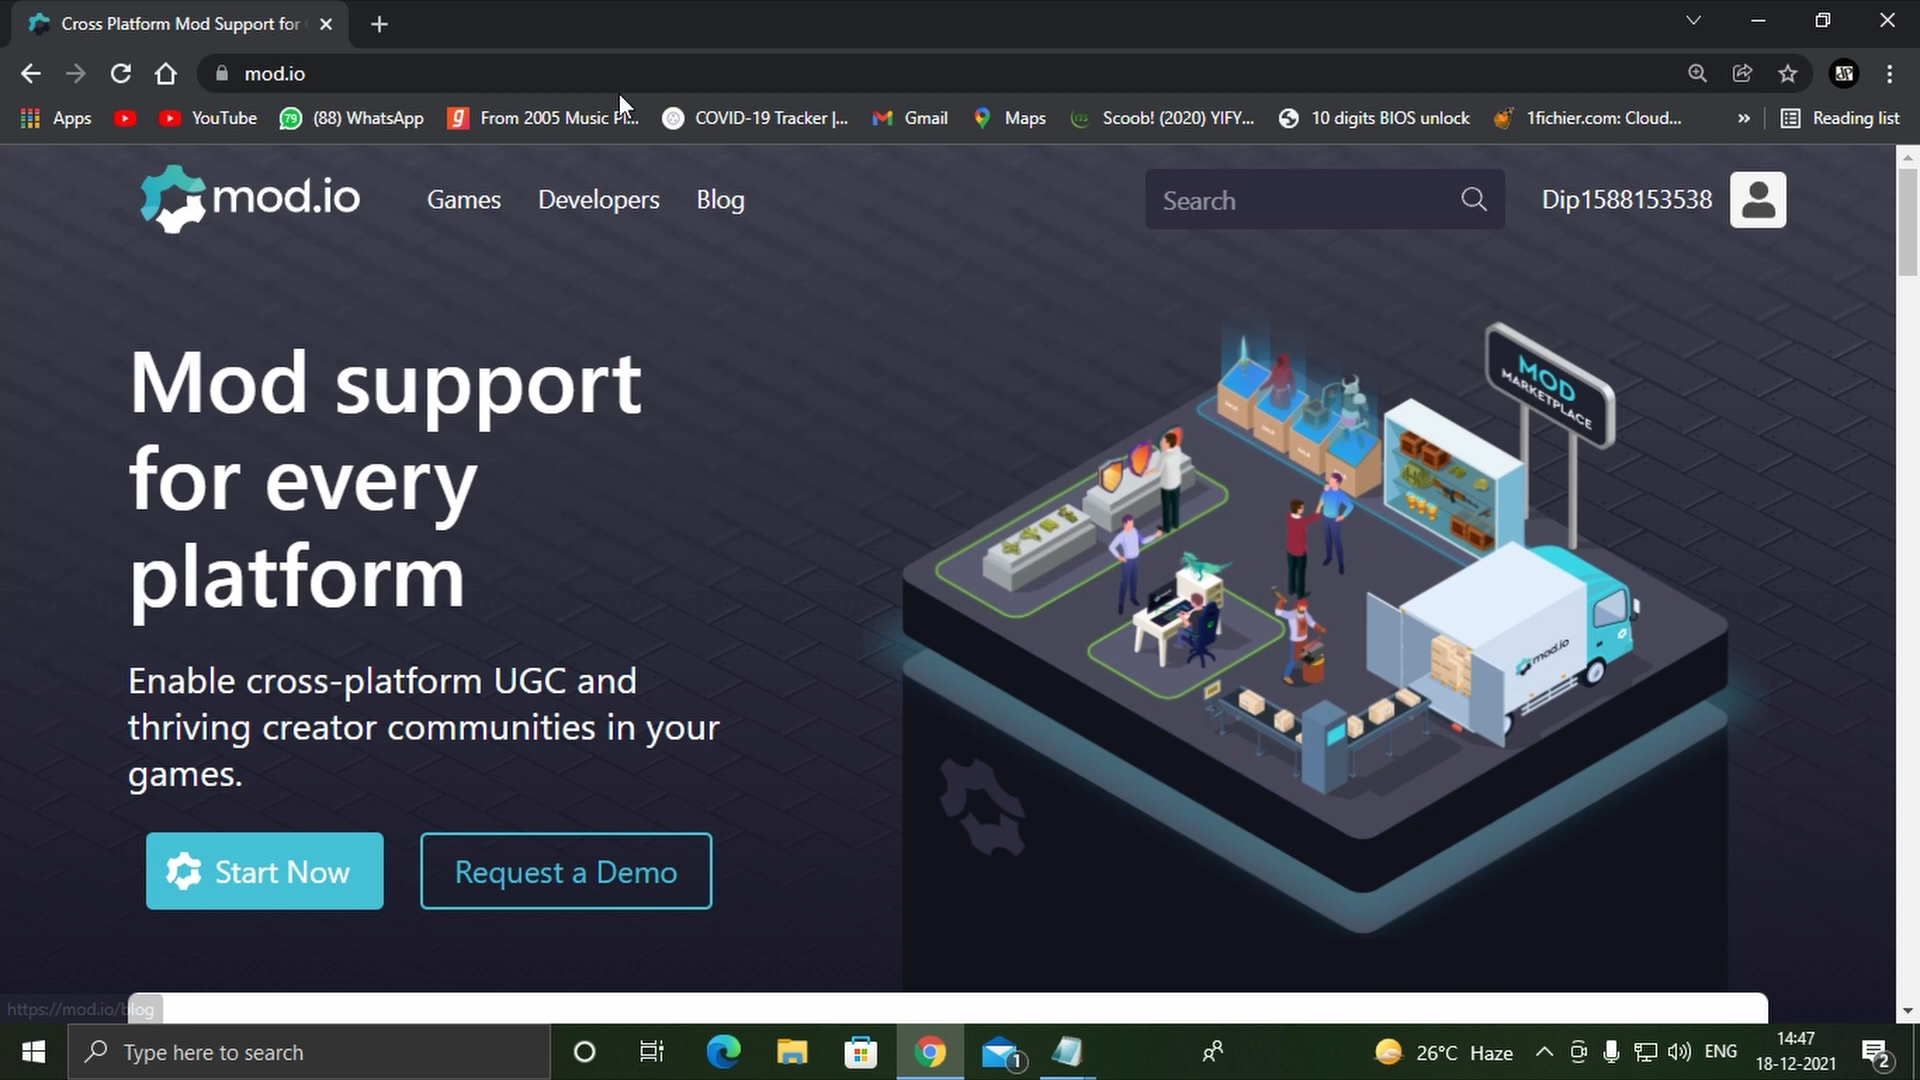 Cross Platform Mod Support for
mod.io
Apps
YouTube
(88) WhatsApp
From 2005 Music Pl...
COVID-19 Tracker |...
Gmail
Maps
Scoob! (2020) YIFY...
10 digits BIOS unlock
1fichier.com: Cloud...
»
Reading list
mod.io
Games
Developers
Blog
Search
Dip1588153538
MOD
MARKETPLACE
Mod support
for every
platform
mod.io
Enable cross-platform UGC and
thriving creator communities in your
games.
Start Now
Request a Demo
https://mod.io/blog
Type here to search
1
26°C Haze
ENG
14:47
18-12-2021
2